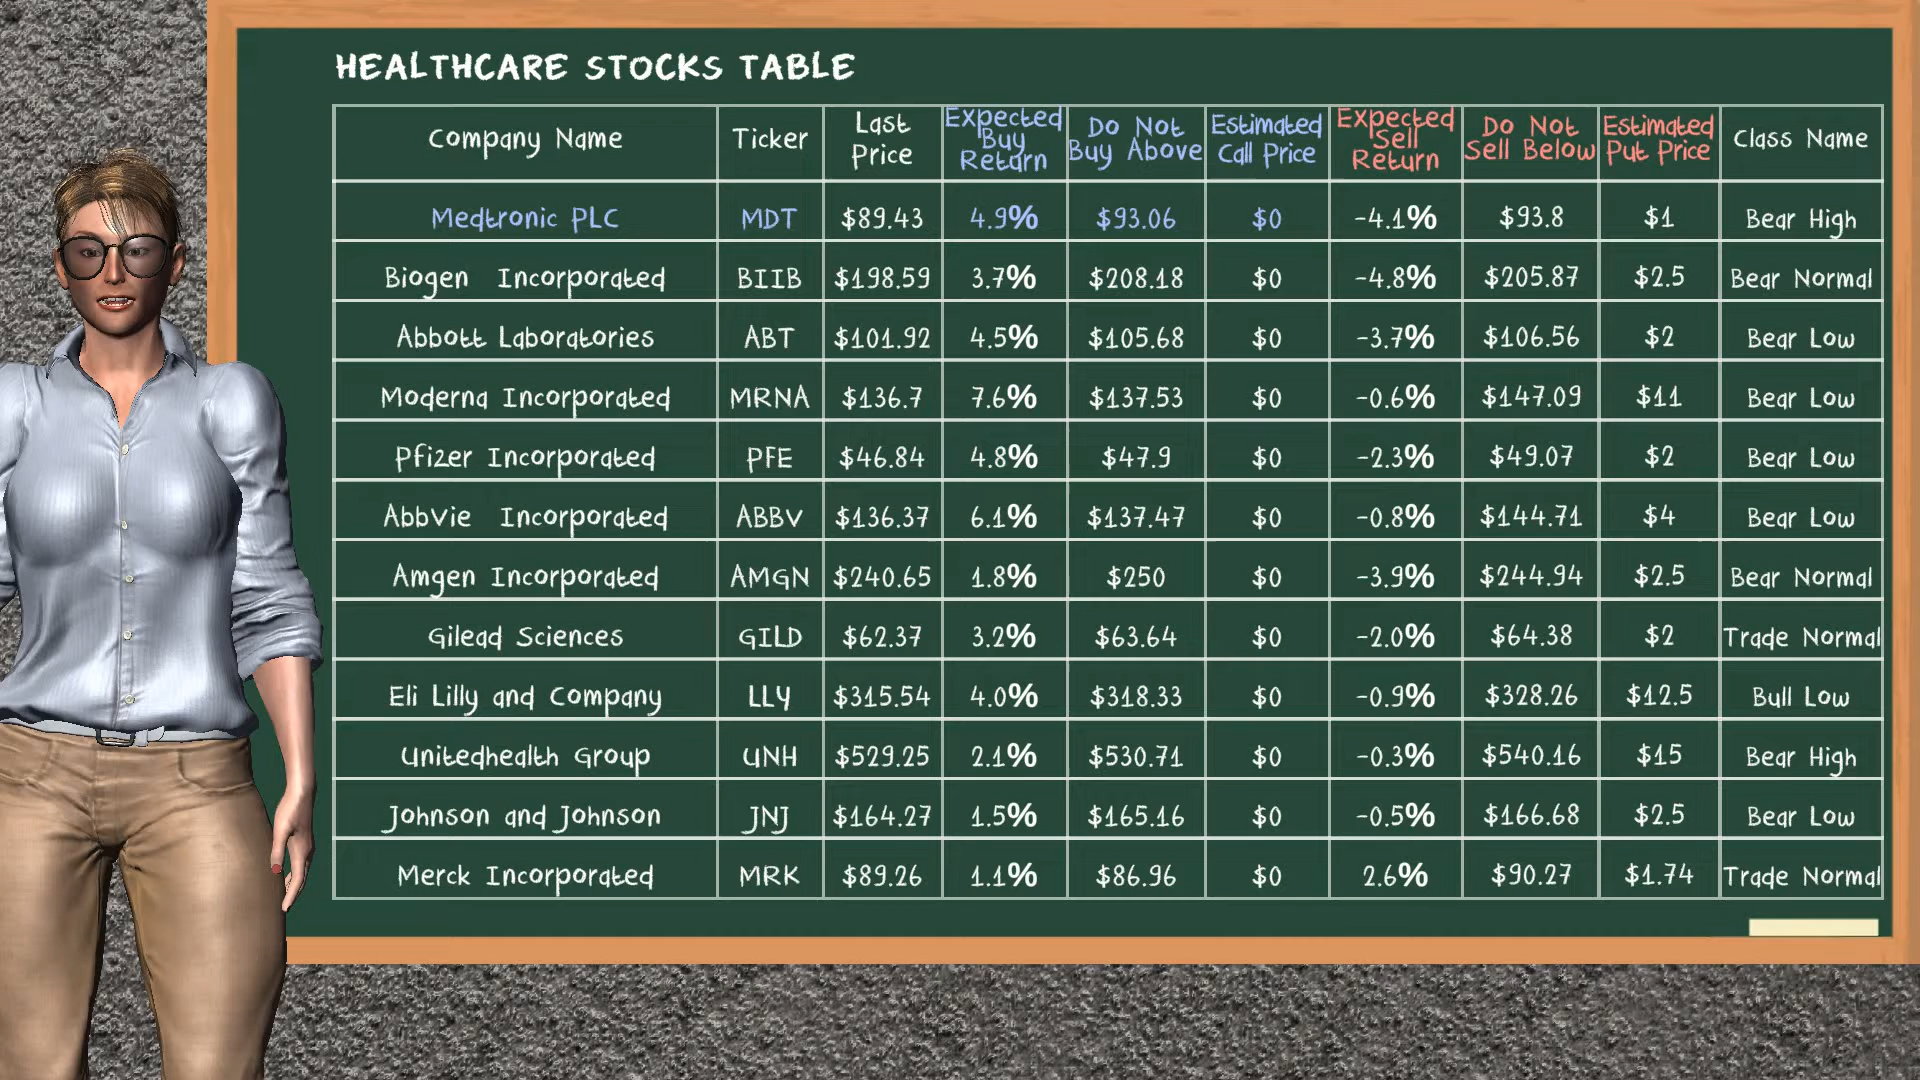 HEALTHCARE STOCKS TABLE
Company Name Ticker Last Price Expected Buy Return Do Not Buy Above Estimated Call Price Expected Sell Return Do Not Sell Below Estimated Put Price Class Name
Medtronic PLC MDT $89.43 4.9% $93.06 $0 -4.1% $93.8 $1 Bear High
Biogen Incorporated BIIB $198.59 3.7% $208.18 $0 -4.8% $205.87 $2.5 Bear Normal
Abbott Laboratories ABT $101.92 4.5% $105.68 $0 -3.7% $106.56 $2 Bear Low
Moderna Incorporated MRNA $136.7 7.6% $137.53 $0 -0.6% $147.09 $11 Bear Low
Pfizer Incorporated PFE $46.84 4.8% $47.9 $0 -2.3% $49.07 $2 Bear Low
AbbVie Incorporated ABBV $136.37 6.1% $137.47 $0 -0.8% $144.71 $4 Bear Low
Amgen Incorporated AMGN $240.65 1.8% $250 $0 -3.9% $244.94 $2.5 Bear Normal
Gilead Sciences GILD $62.37 3.2% $63.64 $0 -2.0% $64.38 $2 Trade Normal
Eli Lilly and Company LLY $315.54 4.0% $318.33 $0 -0.9% $328.26 $12.5 Bull Low
Unitedhealth Group UNH $529.25 2.1% $530.71 $0 -0.3% $540.16 $15 Bear High
Johnson and Johnson JNJ $164.27 1.5% $165.16 $0 -0.5% $166.68 $2.5 Bear Low
Merck Incorporated MRK $89.26 1.1% $86.96 $0 2.6% $90.27 $1.74 Trade Normal